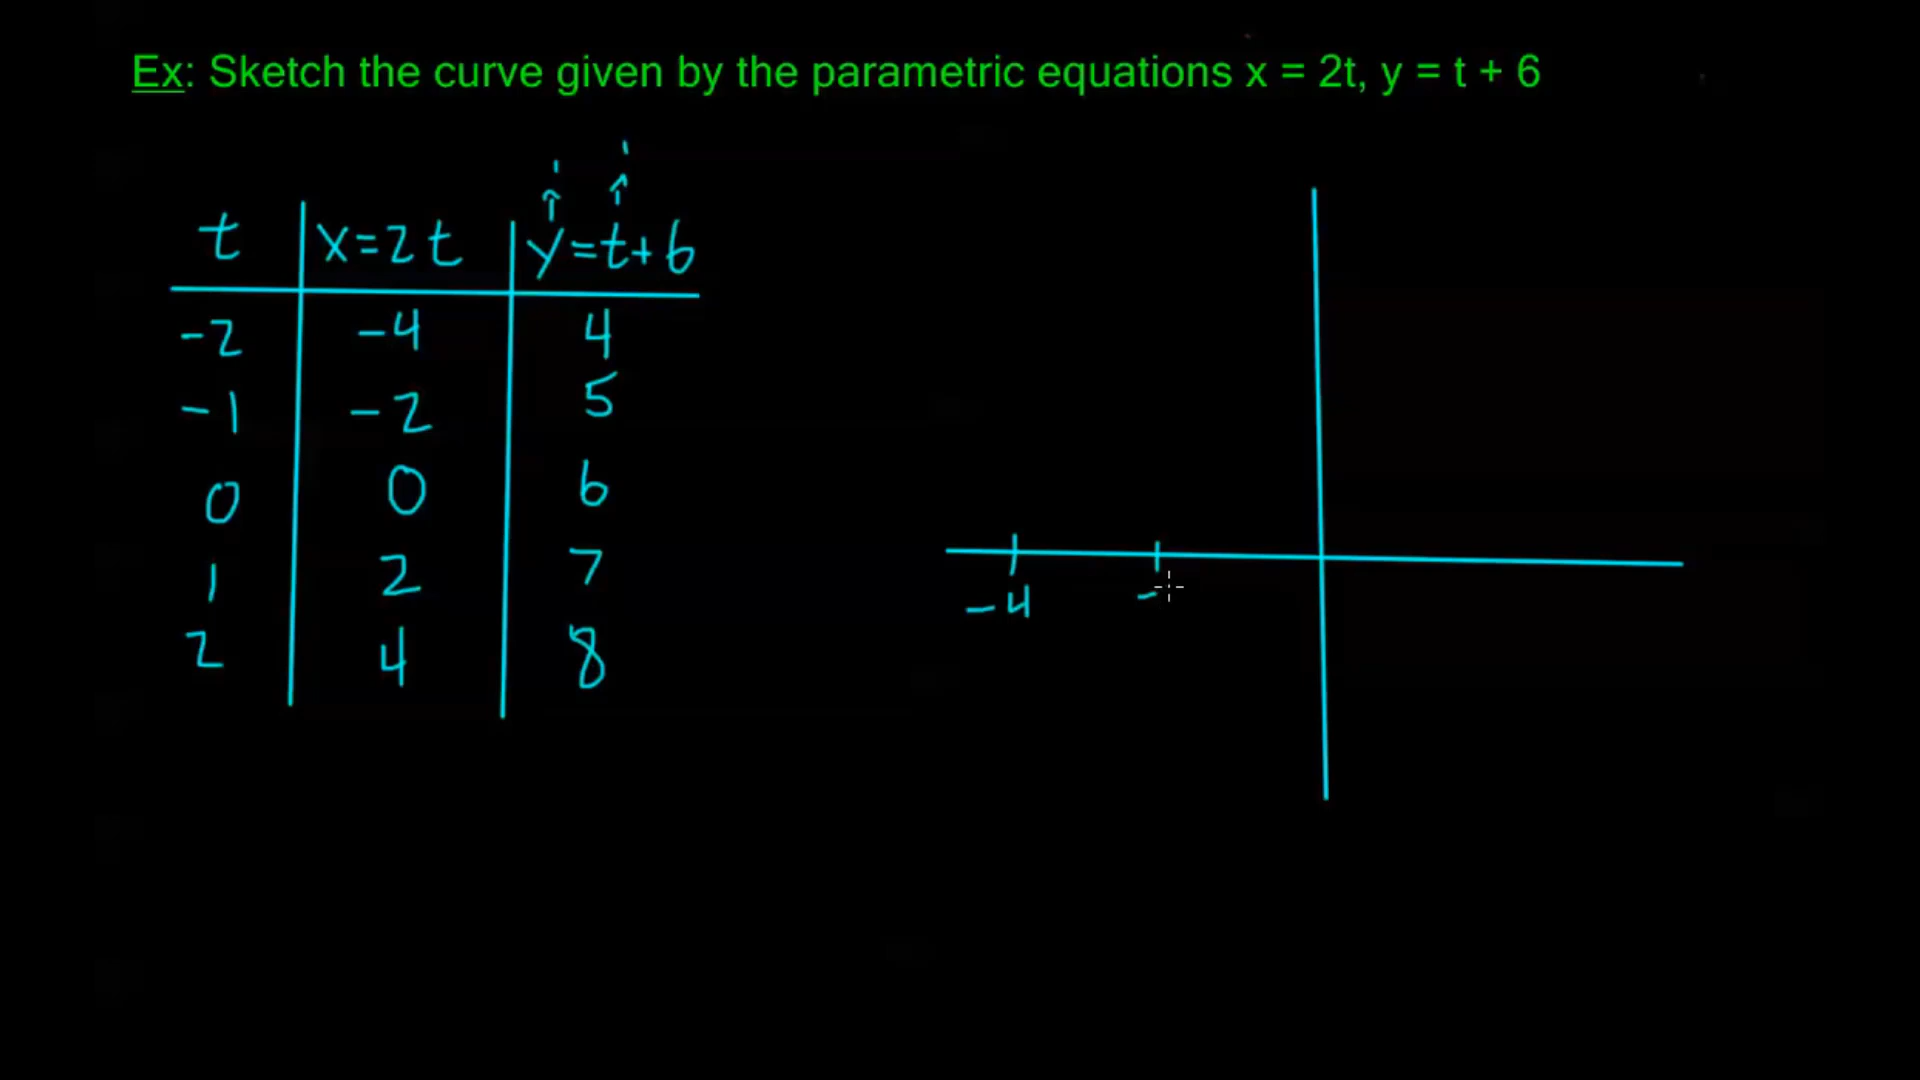 Ex: Sketch the curve given by the parametric equations x = 2t, y = t + 6
t x=2t y=t+6
-2 -4 4
-1 -2 5
0 0 6
1 2 7
2 4 8
-4 -